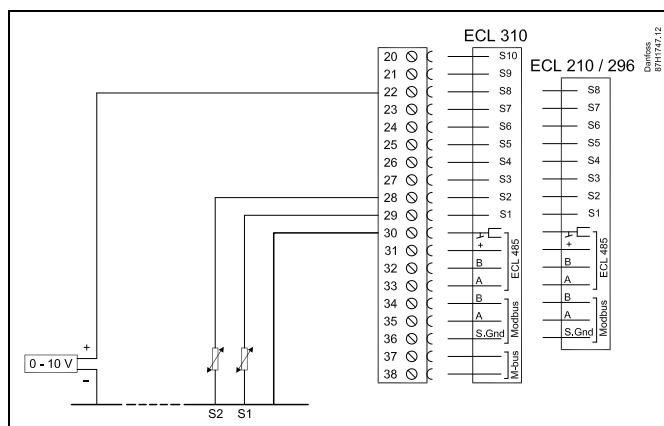 ECL 310
ECL 210 / 296
Danfoss
87H1747.12
20 S10
21 S9
22 S8 S8
23 S7 S7
24 S6 S6
25 S5 S5
26 S4 S4
27 S3 S3
28 S2 S2
29 S1 S1
30
31 +  +
32 B B
33 A A
ECL 485 ECL 485
34 B B
35 A A
36 S.Gnd S.Gnd
Modbus Modbus
37
38
M-bus
+
0 - 10 V
–
S2 S1